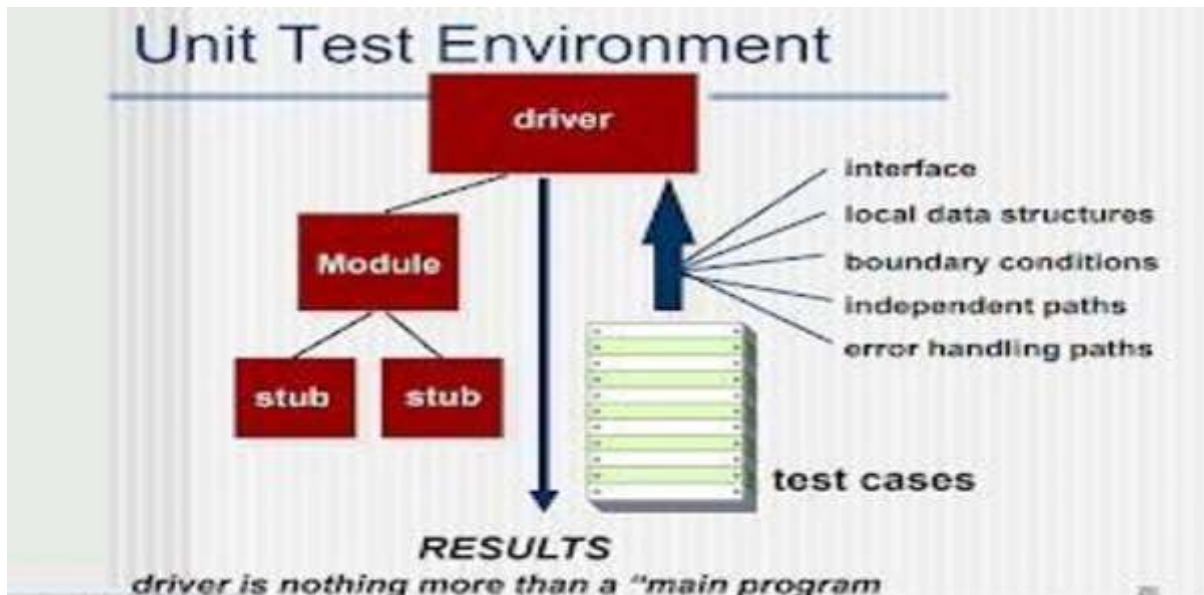 Unit Test Environment
driver
interface
local data structures
Module
boundary conditions
independent paths
error handling paths
stub
stub
test cases
RESULTS
driver is nothing more than a "main program